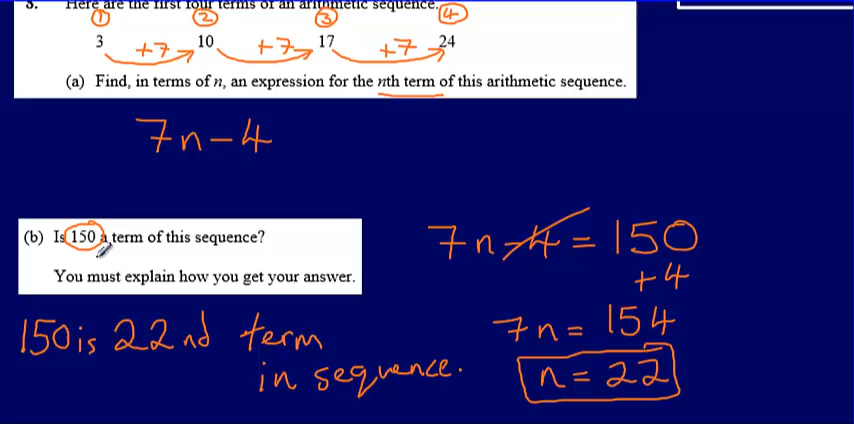 3. Here are the first four terms of an arithmetic sequence.
① ② ③ ④
3 +7 10 +7 17 +7 24
(a) Find, in terms of n, an expression for the nth term of this arithmetic sequence.
7n-4
(b) Is 150 a term of this sequence?
You must explain how you get your answer.
7n-4=150
+4
7n=154
n=22
150 is 22nd term
in sequence.